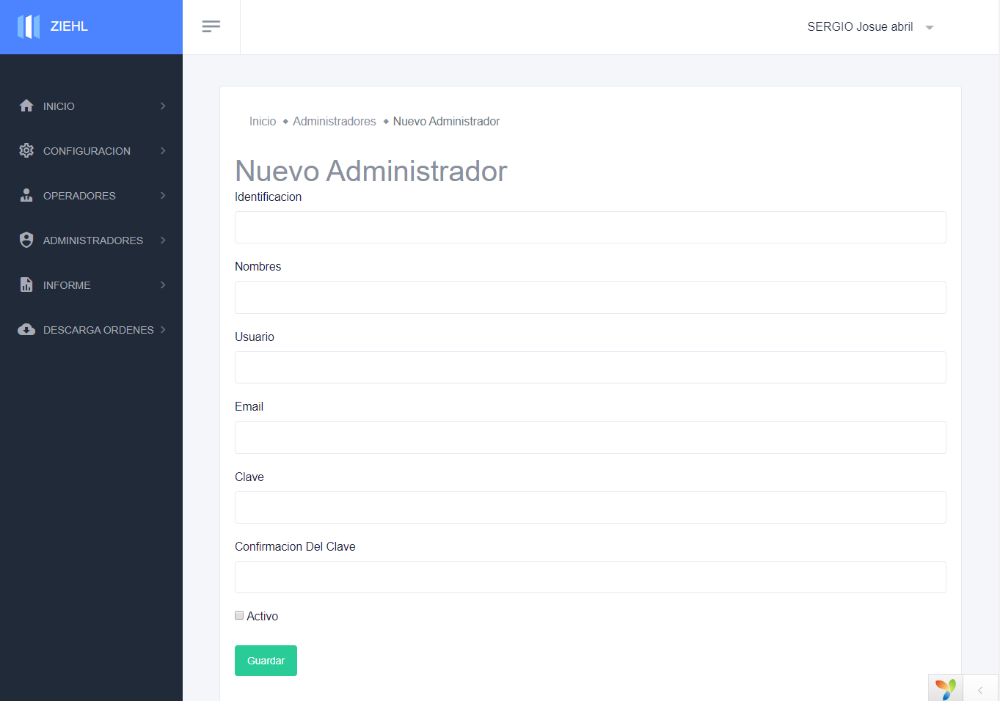 ZIEHL
SERGIO Josue abril
INICIO
CONFIGURACION
OPERADORES
ADMINISTRADORES
INFORME
DESCARGA ORDENES
Inicio ◆ Administradores ◆ Nuevo Administrador
Nuevo Administrador
Identificacion
Nombres
Usuario
Email
Clave
Confirmacion Del Clave
Activo
Guardar